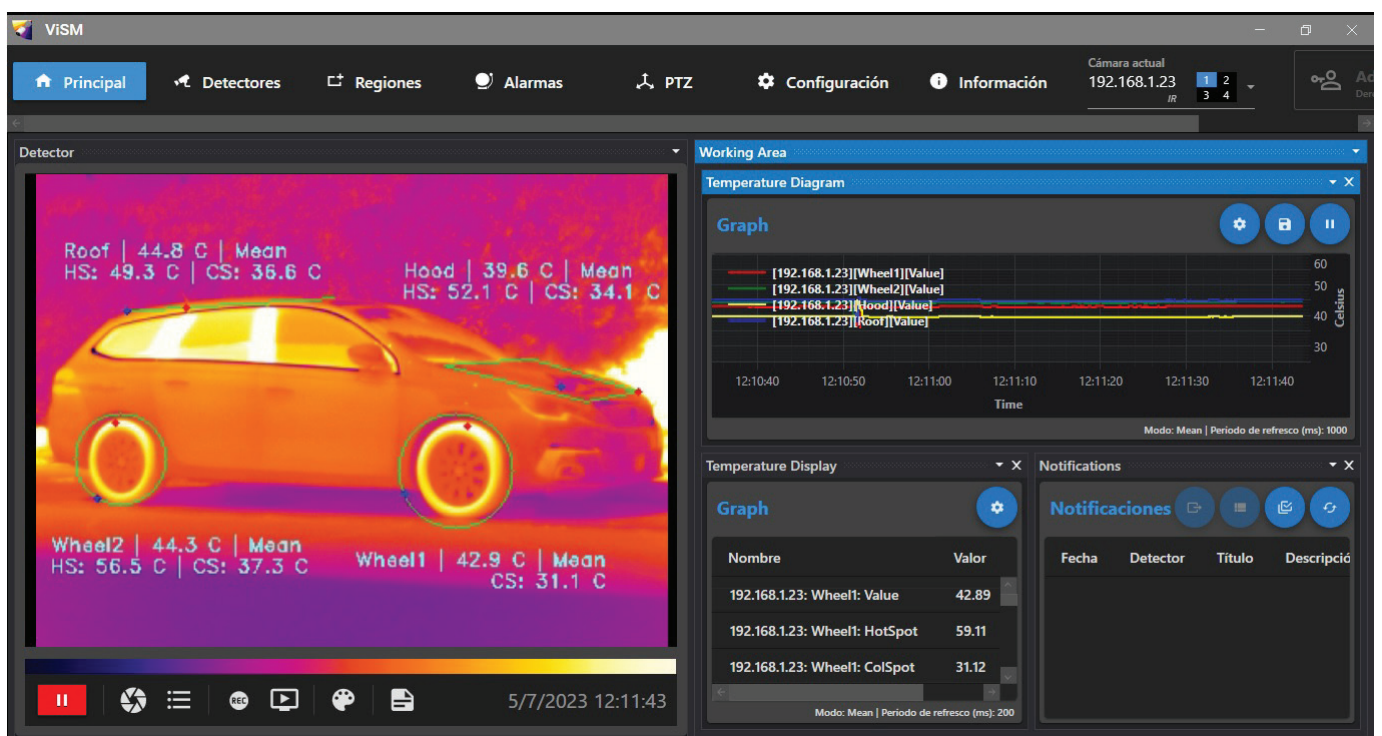 ViSM
Principal
Detectores
Regiones
Alarmas
PTZ
Configuración
Información
Cámara actual
192.168.1.23
IR
1 2
3 4
Ad
Dere
Detector
Roof | 44.8 C | Mean
HS: 49.3 C | CS: 36.6 C
Hood | 39.6 C | Mean
HS: 52.1 C | CS: 34.1 C
Wheel2 | 44.3 C | Mean
HS: 56.5 C | CS: 37.3 C
Wheel1 | 42.9 C | Mean
CS: 31.1 C
REC
5/7/2023 12:11:43
Working Area
Temperature Diagram
Graph
[192.168.1.23][Wheel1][Value]
[192.168.1.23][Wheel2][Value]
[192.168.1.23][Hood][Value]
[192.168.1.23][Roof][Value]
60
50
40
30
Celsius
12:10:40 12:10:50 12:11:00 12:11:10 12:11:20 12:11:30 12:11:40
Time
Modo: Mean | Periodo de refresco (ms): 1000
Temperature Display
Graph
Nombre Valor
192.168.1.23: Wheel1: Value 42.89
192.168.1.23: Wheel1: HotSpot 59.11
192.168.1.23: Wheel1: ColSpot 31.12
Modo: Mean | Periodo de refresco (ms): 200
Notifications
Notificaciones
Fecha Detector Título Descripció